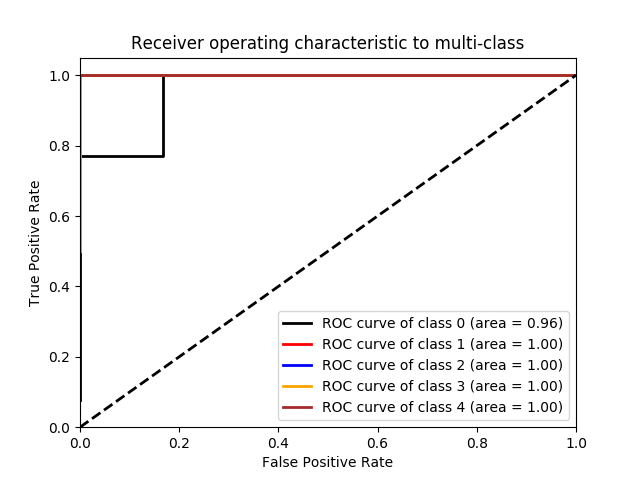 Receiver operating characteristic to multi-class
True Positive Rate
1.0
0.8
0.6
0.4
0.2
0.0
ROC curve of class 0 (area = 0.96)
ROC curve of class 1 (area = 1.00)
ROC curve of class 2 (area = 1.00)
ROC curve of class 3 (area = 1.00)
ROC curve of class 4 (area = 1.00)
0.0 0.2 0.4 0.6 0.8 1.0
False Positive Rate